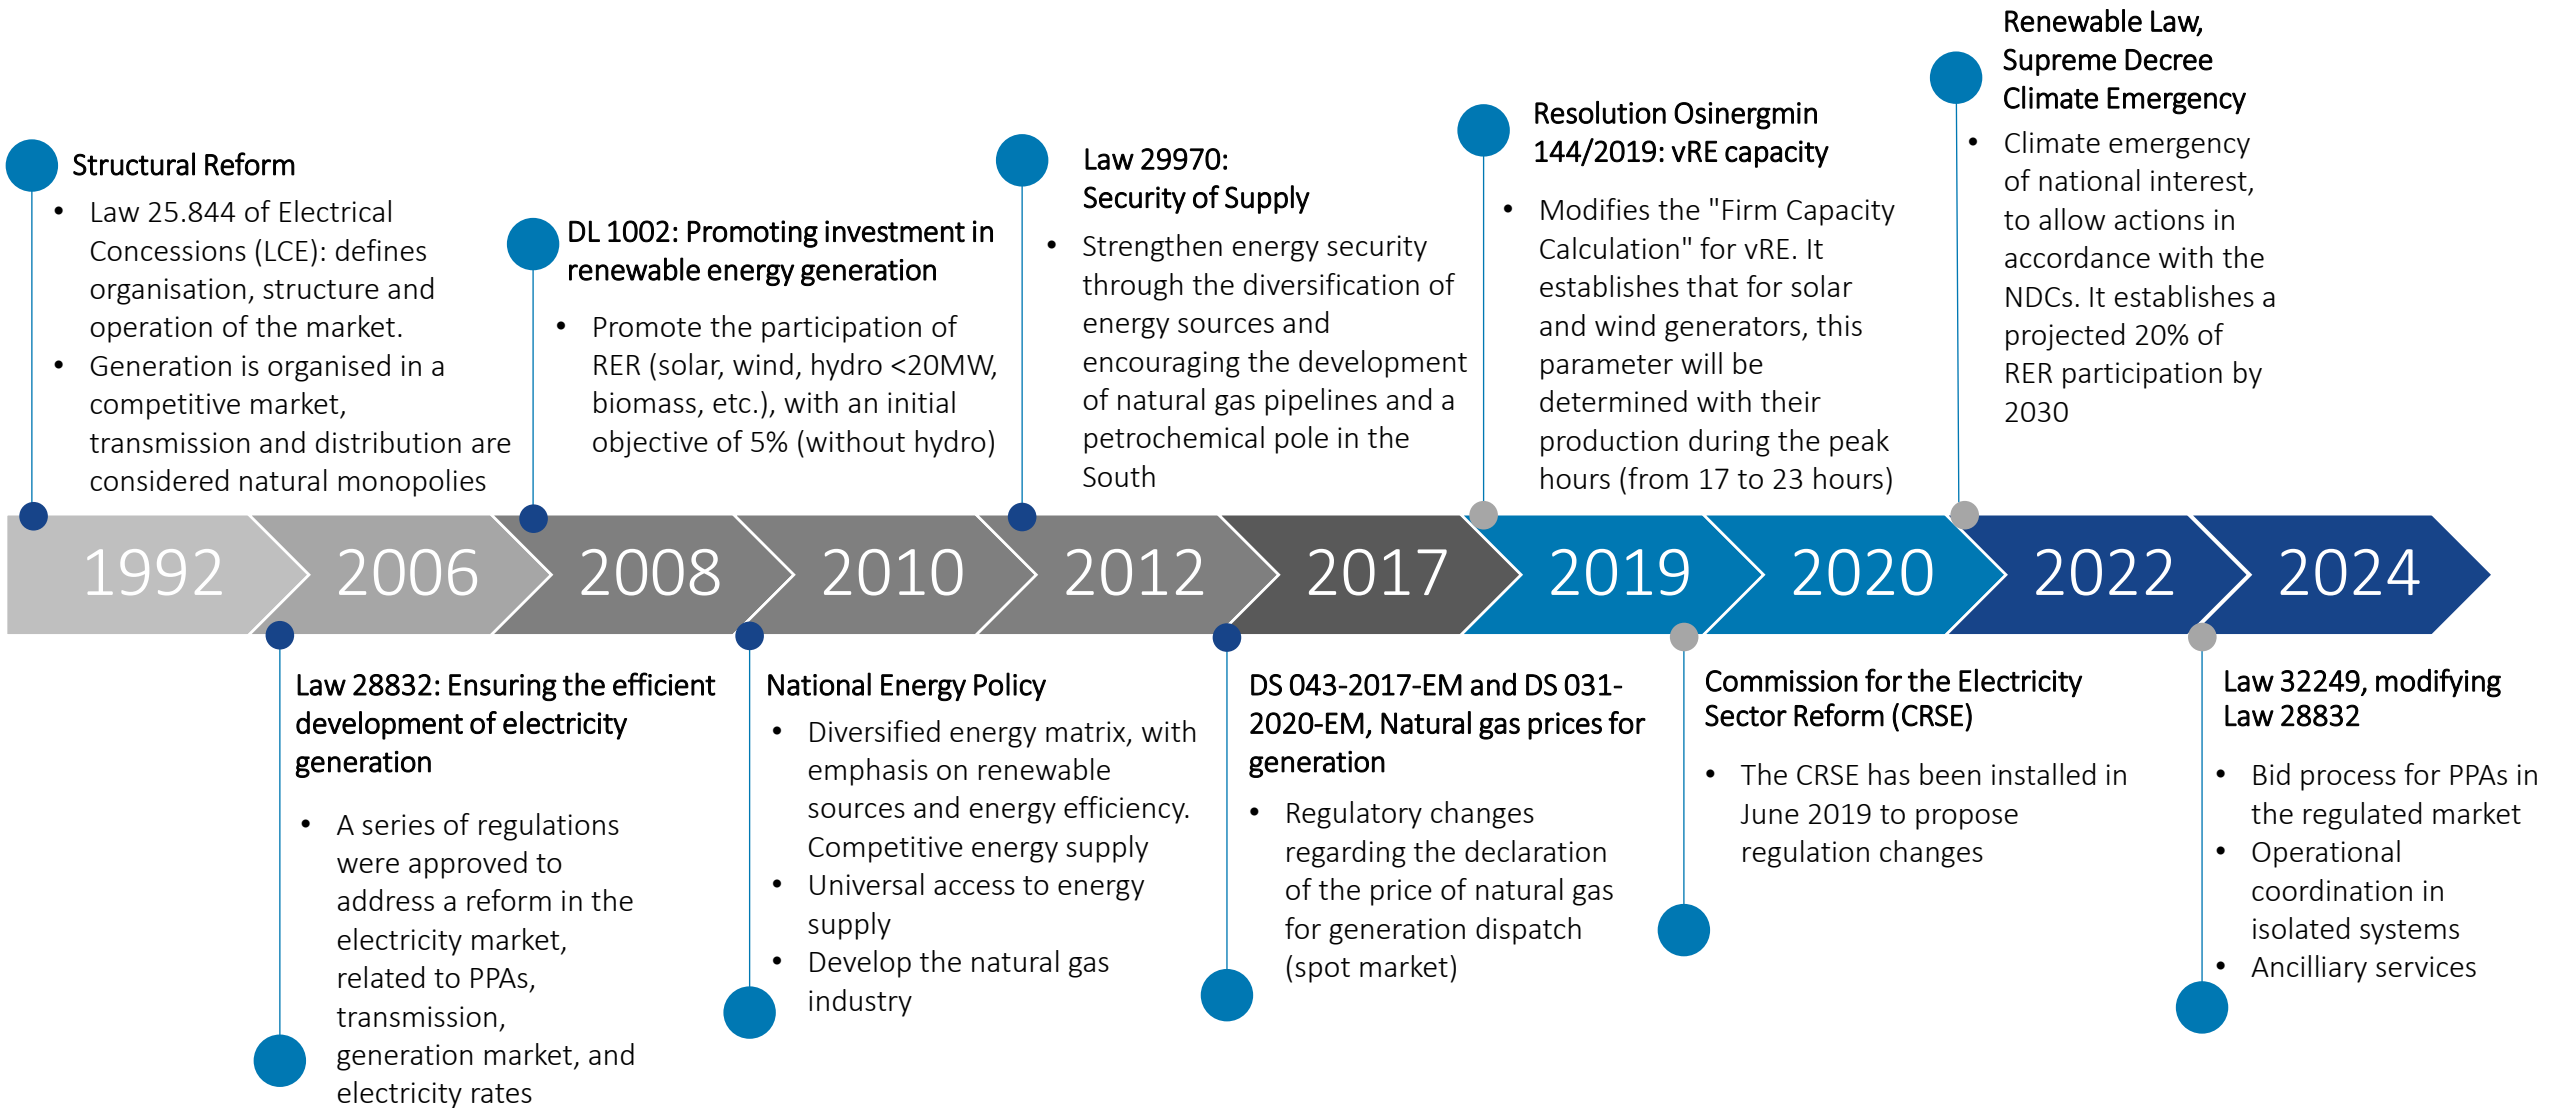 Structural Reform
• Law 25.844 of Electrical
Concessions (LCE): defines
organisation, structure and
operation of the market.
• Generation is organised in a
competitive market,
transmission and distribution are
considered natural monopolies
DL 1002: Promoting investment in
renewable energy generation
• Promote the participation of
RER (solar, wind, hydro <20MW,
biomass, etc.), with an initial
objective of 5% (without hydro)
Law 29970:
Security of Supply
• Strengthen energy security
through the diversification of
energy sources and
encouraging the development
of natural gas pipelines and a
petrochemical pole in the
South
Resolution Osinergmin
144/2019: vRE capacity
• Modifies the "Firm Capacity
Calculation" for vRE. It
establishes that for solar
and wind generators, this
parameter will be
determined with their
production during the peak
hours (from 17 to 23 hours)
Renewable Law,
Supreme Decree
Climate Emergency
• Climate emergency
of national interest,
to allow actions in
accordance with the
NDCs. It establishes a
projected 20% of
RER participation by
2030
1992
2006
2008
2010
2012
2017
2019
2020
2022
2024
Law 28832: Ensuring the efficient
development of electricity
generation
• A series of regulations
were approved to
address a reform in the
electricity market,
related to PPAs,
transmission,
generation market, and
electricity rates
National Energy Policy
• Diversified energy matrix, with
emphasis on renewable
sources and energy efficiency.
Competitive energy supply
• Universal access to energy
supply
• Develop the natural gas
industry
DS 043-2017-EM and DS 031-
2020-EM, Natural gas prices for
generation
• Regulatory changes
regarding the declaration
of the price of natural gas
for generation dispatch
(spot market)
Commission for the Electricity
Sector Reform (CRSE)
• The CRSE has been installed in
June 2019 to propose
regulation changes
Law 32249, modifying
Law 28832
• Bid process for PPAs in
the regulated market
• Operational
coordination in
isolated systems
• Ancilliary services